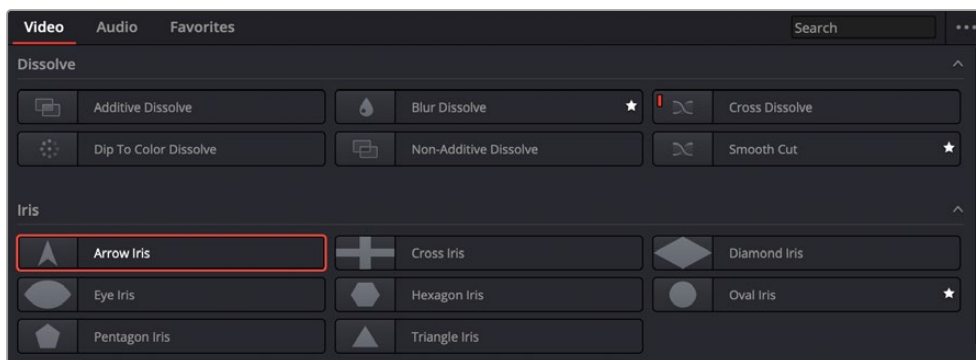 Video Audio Favorites Search
Dissolve
Additive Dissolve Blur Dissolve Cross Dissolve
Dip To Color Dissolve Non-Additive Dissolve Smooth Cut
Iris
Arrow Iris Cross Iris Diamond Iris
Eye Iris Hexagon Iris Oval Iris
Pentagon Iris Triangle Iris